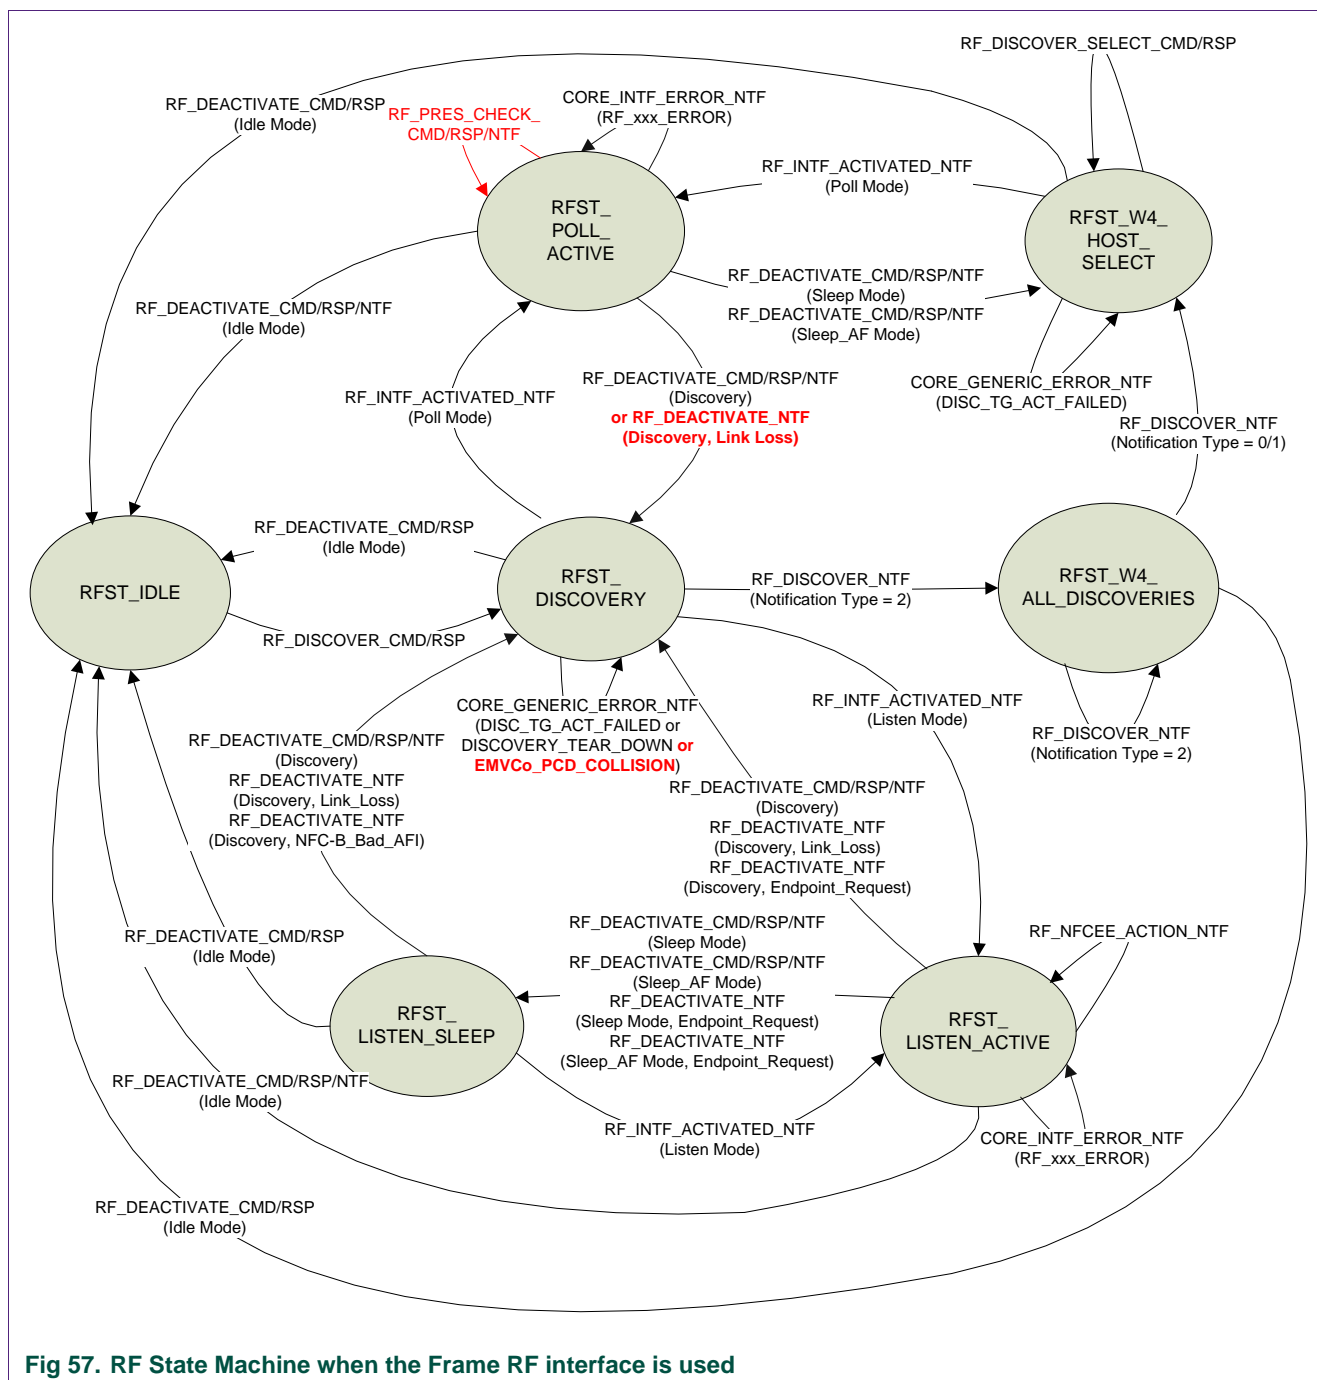 RF_DISCOVER_SELECT_CMD/RSP
RF_DEACTIVATE_CMD/RSP
(Idle Mode)
RF_PRES_CHECK_
CMD/RSP/NTF
CORE_INTF_ERROR_NTF
(RF_xxx_ERROR)
RF_INTF_ACTIVATED_NTF
(Poll Mode)
RFST_
POLL_
ACTIVE
RFST_W4_
HOST_
SELECT
RF_DEACTIVATE_CMD/RSP/NTF
(Sleep Mode)
RF_DEACTIVATE_CMD/RSP/NTF
(Sleep_AF Mode)
RF_DEACTIVATE_CMD/RSP/NTF
(Idle Mode)
RF_INTF_ACTIVATED_NTF
(Poll Mode)
RF_DEACTIVATE_CMD/RSP/NTF
(Discovery)
or RF_DEACTIVATE_NTF
(Discovery, Link Loss)
CORE_GENERIC_ERROR_NTF
(DISC_TG_ACT_FAILED)
RF_DISCOVER_NTF
(Notification Type = 0/1)
RF_DEACTIVATE_CMD/RSP
(Idle Mode)
RFST_IDLE
RFST_
DISCOVERY
RF_DISCOVER_NTF
(Notification Type = 2)
RFST_W4_
ALL_DISCOVERIES
RF_DISCOVER_CMD/RSP
CORE_GENERIC_ERROR_NTF
(DISC_TG_ACT_FAILED or
DISCOVERY_TEAR_DOWN or
EMVCo_PCD_COLLISION)
RF_INTF_ACTIVATED_NTF
(Listen Mode)
RF_DISCOVER_NTF
(Notification Type = 2)
RF_DEACTIVATE_CMD/RSP/NTF
(Discovery)
RF_DEACTIVATE_NTF
(Discovery, Link_Loss)
RF_DEACTIVATE_NTF
(Discovery, NFC-B_Bad_AFI)
RF_DEACTIVATE_CMD/RSP/NTF
(Discovery)
RF_DEACTIVATE_NTF
(Discovery, Link_Loss)
RF_DEACTIVATE_NTF
(Discovery, Endpoint_Request)
RF_DEACTIVATE_CMD/RSP
(Idle Mode)
RF_DEACTIVATE_CMD/RSP/NTF
(Sleep Mode)
RF_DEACTIVATE_CMD/RSP/NTF
(Sleep_AF Mode)
RF_DEACTIVATE_NTF
(Sleep Mode, Endpoint_Request)
RF_DEACTIVATE_NTF
(Sleep_AF Mode, Endpoint_Request)
RF_NFCEE_ACTION_NTF
RFST_
LISTEN_SLEEP
RFST_
LISTEN_ACTIVE
RF_DEACTIVATE_CMD/RSP/NTF
(Idle Mode)
RF_INTF_ACTIVATED_NTF
(Listen Mode)
CORE_INTF_ERROR_NTF
(RF_xxx_ERROR)
RF_DEACTIVATE_CMD/RSP
(Idle Mode)
Fig 57. RF State Machine when the Frame RF interface is used